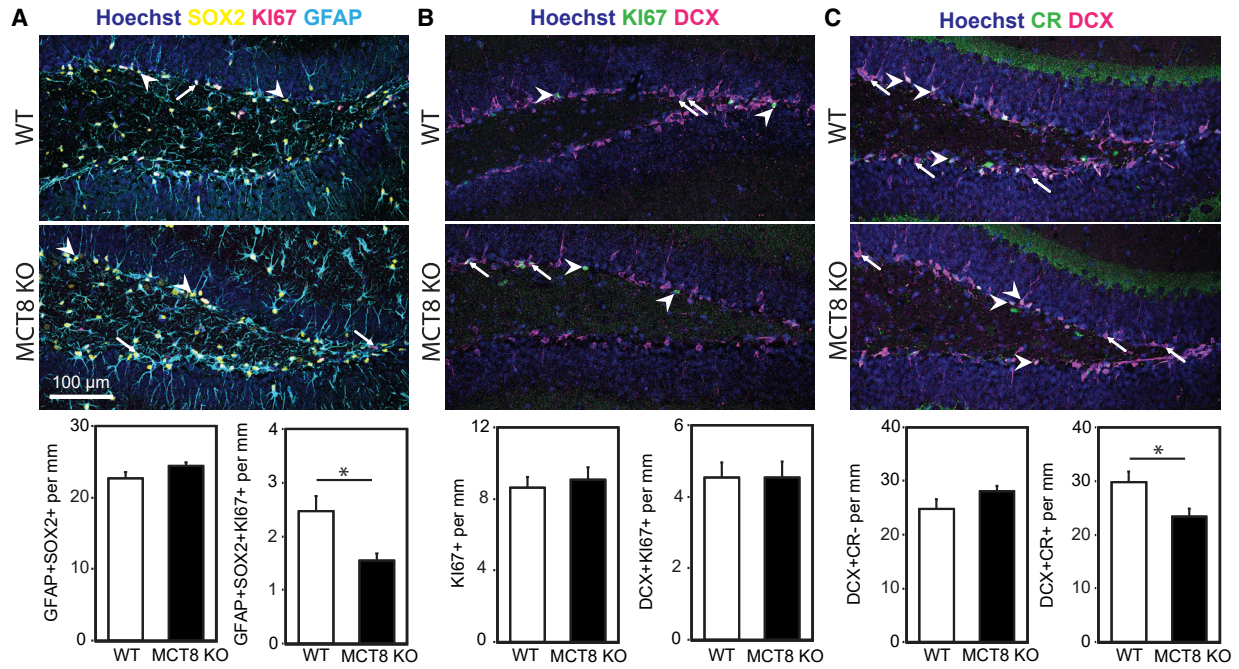 A Hoechst SOX2 KI67 GFAP
B Hoechst KI67 DCX
C Hoechst CR DCX
WT
WT
WT
MCT8 KO
MCT8 KO
MCT8 KO
100 µm
GFAP+SOX2+ per mm
30
20
10
0
WT MCT8 KO
GFAP+SOX2+KI67+ per mm
4
3
2
1
0
*
WT MCT8 KO
KI67+ per mm
12
8
4
0
WT MCT8 KO
DCX+KI67+ per mm
6
4
2
0
WT MCT8 KO
DCX+CR- per mm
40
30
20
10
0
WT MCT8 KO
DCX+CR+ per mm
40
30
20
10
0
*
WT MCT8 KO